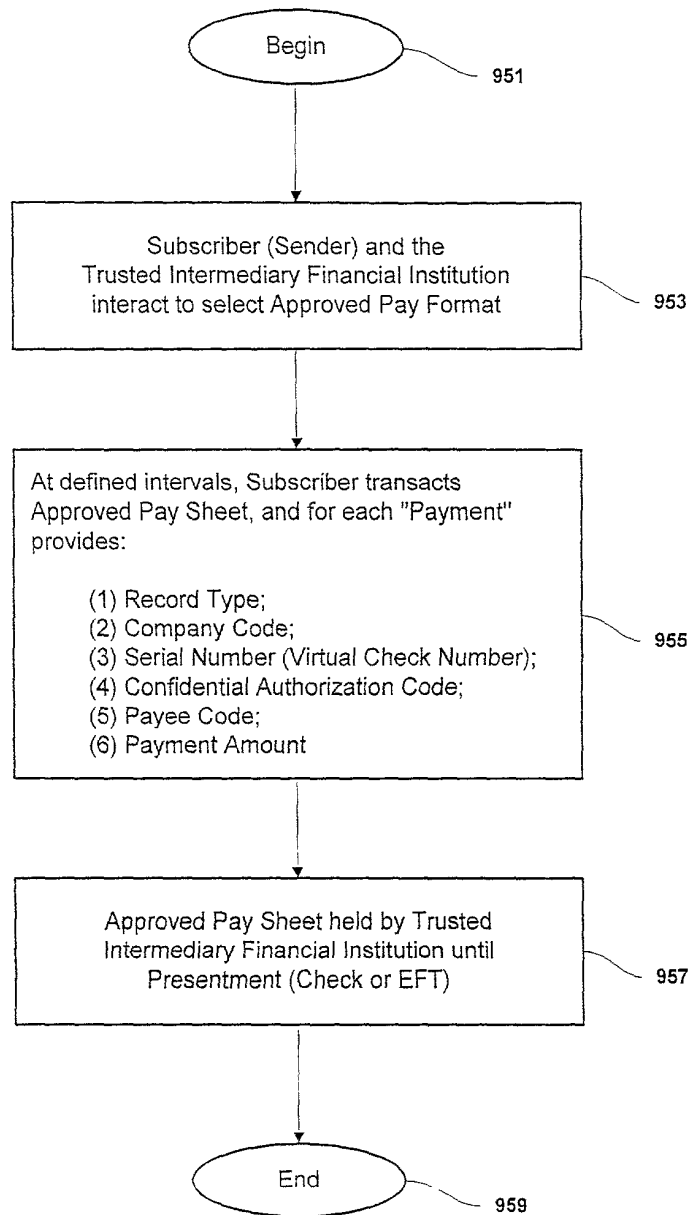 Begin
951
Subscriber (Sender) and the
Trusted Intermediary Financial Institution
interact to select Approved Pay Format
953
At defined intervals, Subscriber transacts
Approved Pay Sheet, and for each "Payment"
provides:
(1) Record Type;
(2) Company Code;
(3) Serial Number (Virtual Check Number);
(4) Confidential Authorization Code;
(5) Payee Code;
(6) Payment Amount
955
Approved Pay Sheet held by Trusted
Intermediary Financial Institution until
Presentment (Check or EFT)
957
End
959